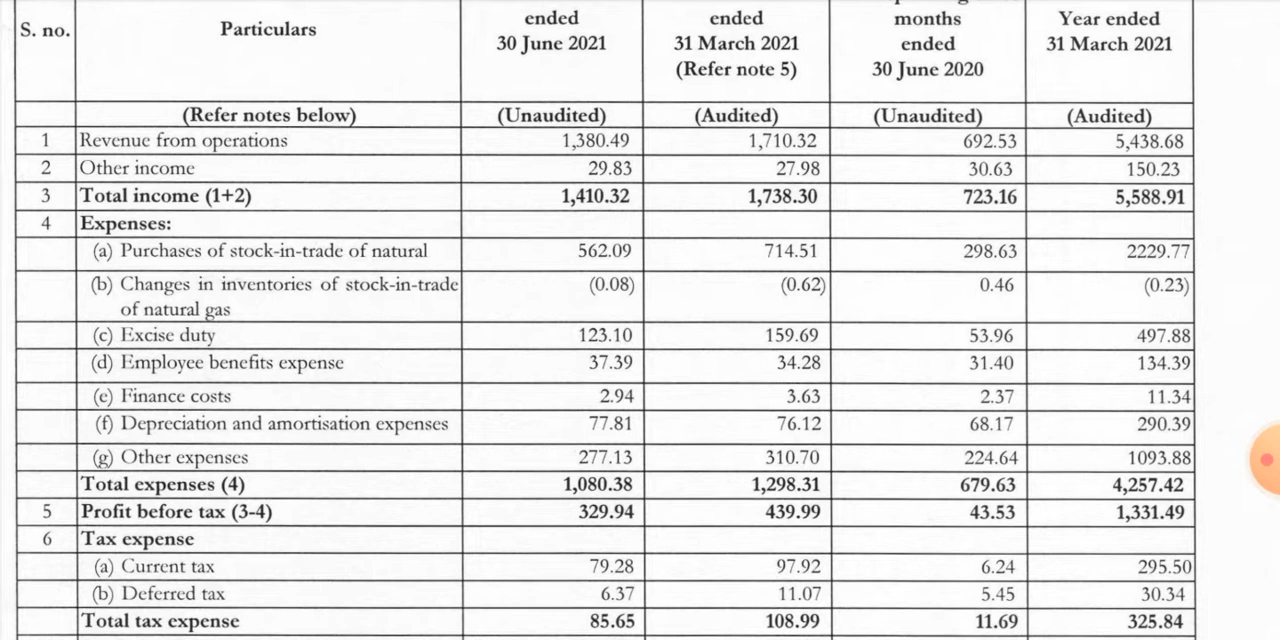 S. no. Particulars ended 30 June 2021 ended 31 March 2021 (Refer note 5) months ended 30 June 2020 Year ended 31 March 2021
(Refer notes below) (Unaudited) (Audited) (Unaudited) (Audited)
1 Revenue from operations 1,380.49 1,710.32 692.53 5,438.68
2 Other income 29.83 27.98 30.63 150.23
3 Total income (1+2) 1,410.32 1,738.30 723.16 5,588.91
4 Expenses:
(a) Purchases of stock-in-trade of natural 562.09 714.51 298.63 2229.77
(b) Changes in inventories of stock-in-trade (0.08) (0.62) 0.46 (0.23)
of natural gas
(c) Excise duty 123.10 159.69 53.96 497.88
(d) Employee benefits expense 37.39 34.28 31.40 134.39
(e) Finance costs 2.94 3.63 2.37 11.34
(f) Depreciation and amortisation expenses 77.81 76.12 68.17 290.39
(g) Other expenses 277.13 310.70 224.64 1093.88
Total expenses (4) 1,080.38 1,298.31 679.63 4,257.42
5 Profit before tax (3-4) 329.94 439.99 43.53 1,331.49
6 Tax expense
(a) Current tax 79.28 97.92 6.24 295.50
(b) Deferred tax 6.37 11.07 5.45 30.34
Total tax expense 85.65 108.99 11.69 325.84